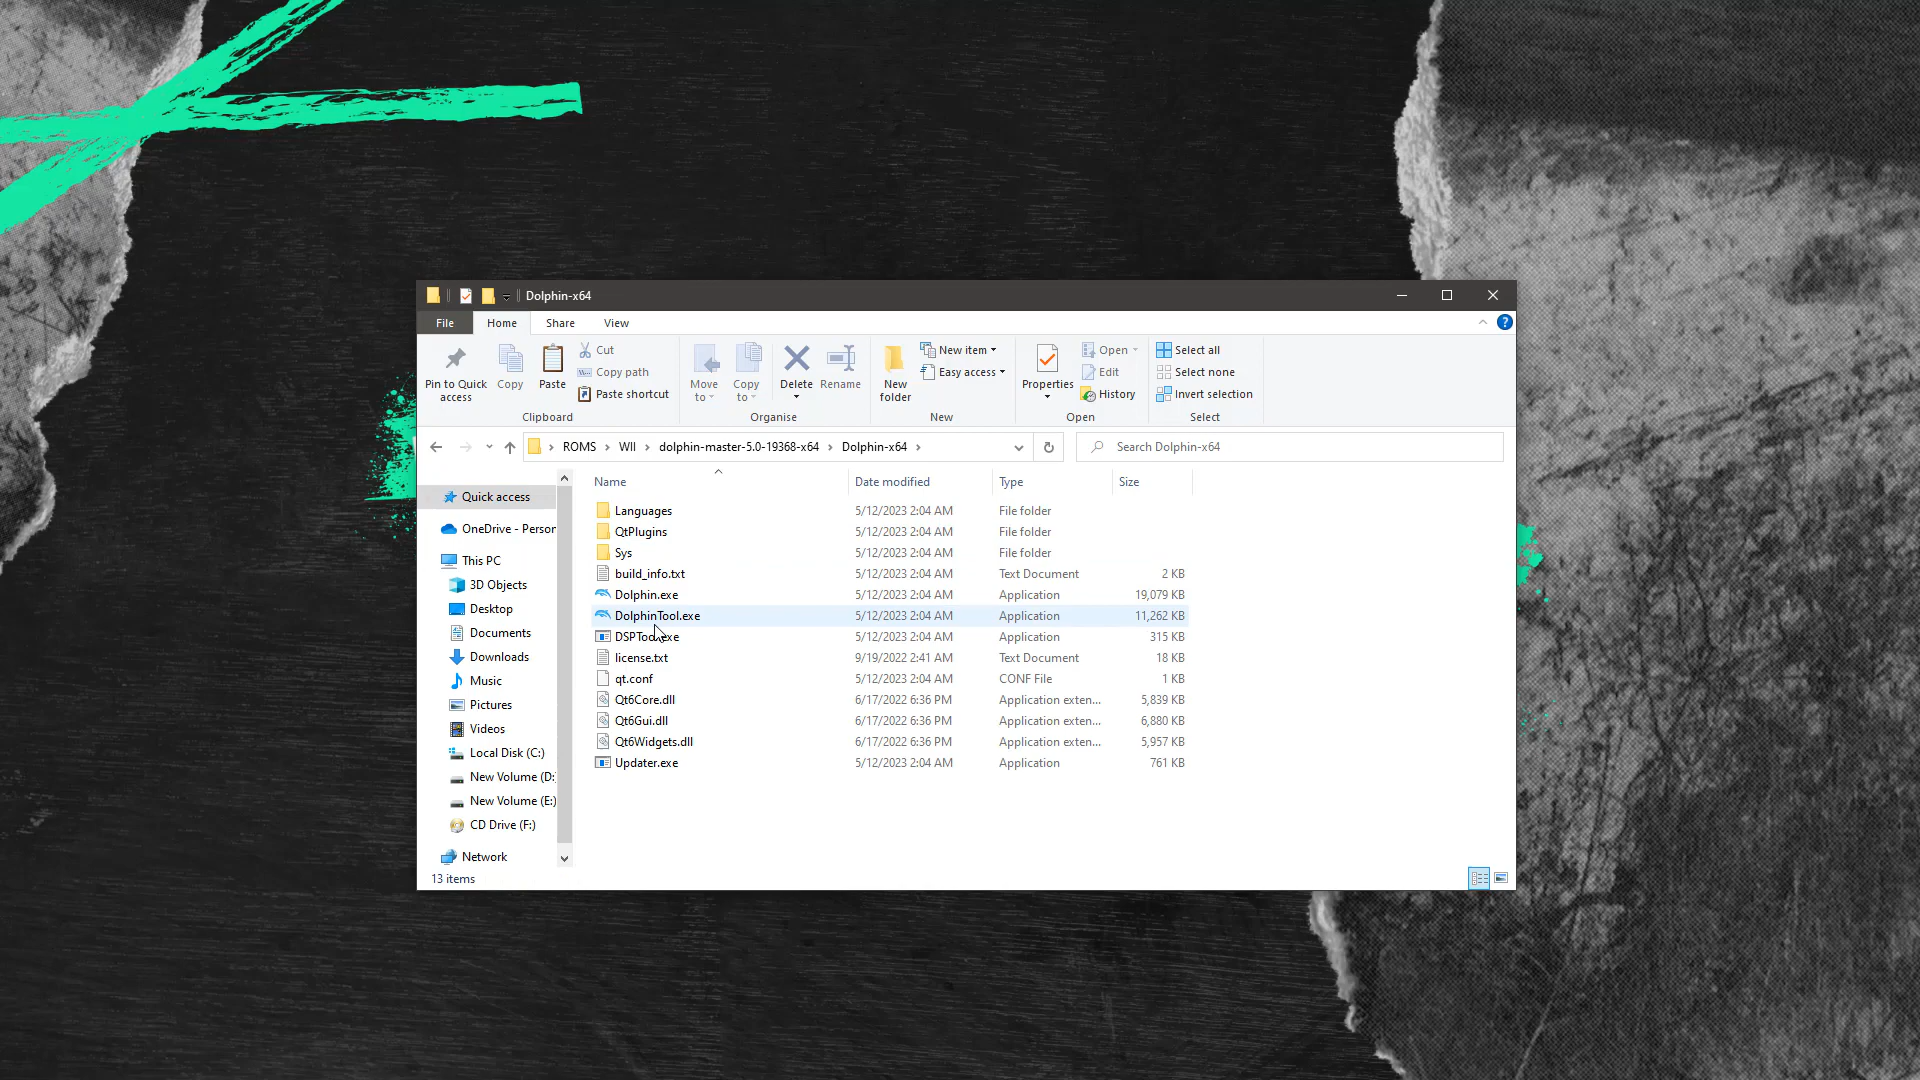 Dolphin-x64
File Home Share View
Pin to Quick access
Copy
Paste
Cut
Copy path
Paste shortcut
Clipboard
Move to
Copy to
Delete
Rename
Organise
New folder
New item
Easy access
New
Properties
Open
Edit
History
Open
Select all
Select none
Invert selection
Select
ROMS WII dolphin-master-5.0-19368-x64 Dolphin-x64
Search Dolphin-x64
Quick access
OneDrive - Person
This PC
3D Objects
Desktop
Documents
Downloads
Music
Pictures
Videos
Local Disk (C:)
New Volume (D:
New Volume (E:)
CD Drive (F:)
Network
Name Date modified Type Size
Languages 5/12/2023 2:04 AM File folder
QtPlugins 5/12/2023 2:04 AM File folder
Sys 5/12/2023 2:04 AM File folder
build_info.txt 5/12/2023 2:04 AM Text Document 2 KB
Dolphin.exe 5/12/2023 2:04 AM Application 19,079 KB
DolphinTool.exe 5/12/2023 2:04 AM Application 11,262 KB
DSPTool.exe 5/12/2023 2:04 AM Application 315 KB
license.txt 9/19/2022 2:41 AM Text Document 18 KB
qt.conf 5/12/2023 2:04 AM CONF File 1 KB
Qt6Core.dll 6/17/2022 6:36 PM Application exten... 5,839 KB
Qt6Gui.dll 6/17/2022 6:36 PM Application exten... 6,880 KB
Qt6Widgets.dll 6/17/2022 6:36 PM Application exten... 5,957 KB
Updater.exe 5/12/2023 2:04 AM Application 761 KB
13 items